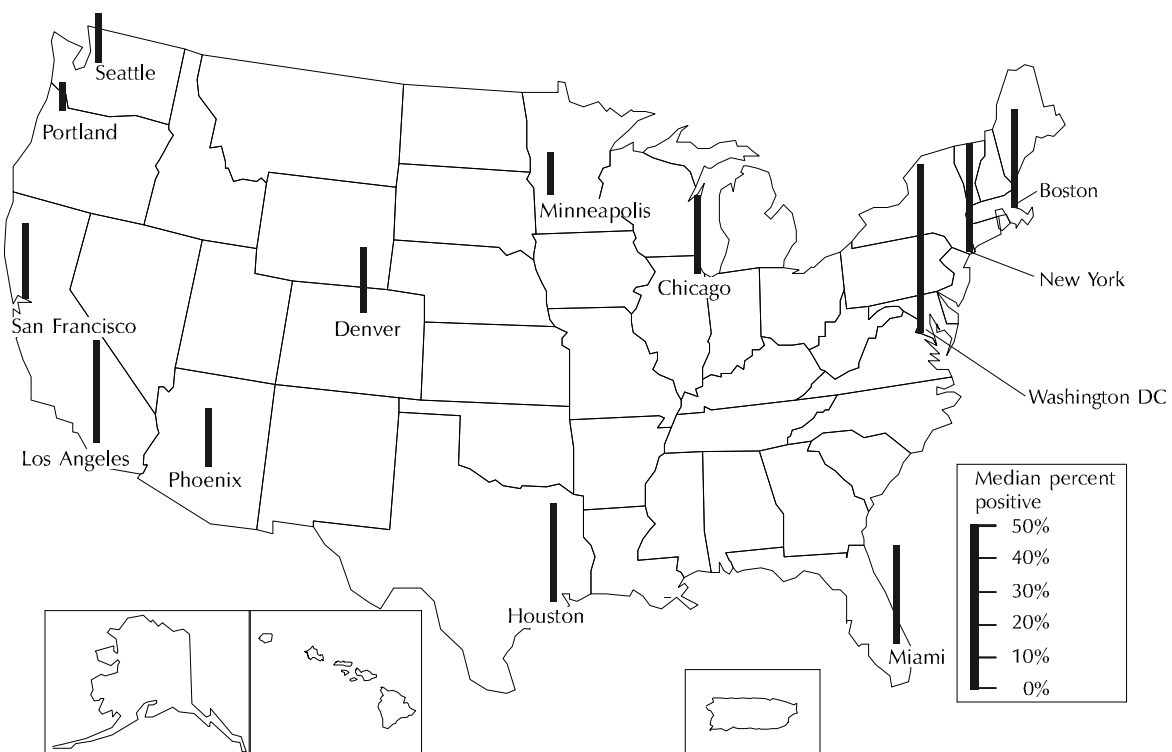 Seattle
Portland
Minneapolis
Boston
New York
Chicago
San Francisco
Denver
Washington DC
Los Angeles
Phoenix
Houston
Miami
Median percent
positive
50%
40%
30%
20%
10%
0%